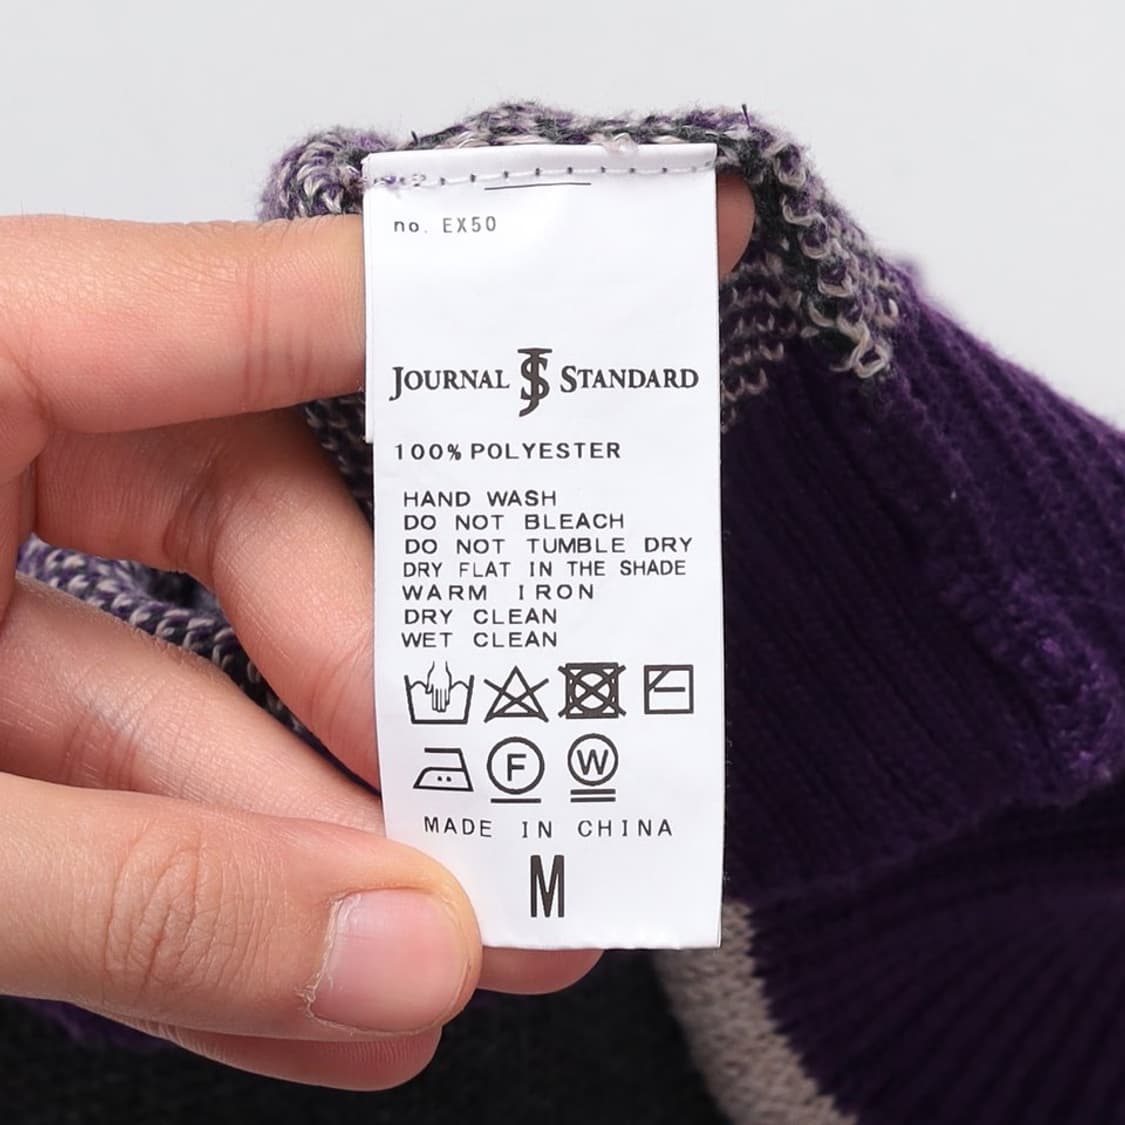 no. EX50
JOURNAL JS STANDARD
100% POLYESTER
HAND WASH
DO NOT BLEACH
DO NOT TUMBLE DRY
DRY FLAT IN THE SHADE
WARM IRON
DRY CLEAN
WET CLEAN
F W
MADE IN CHINA
M